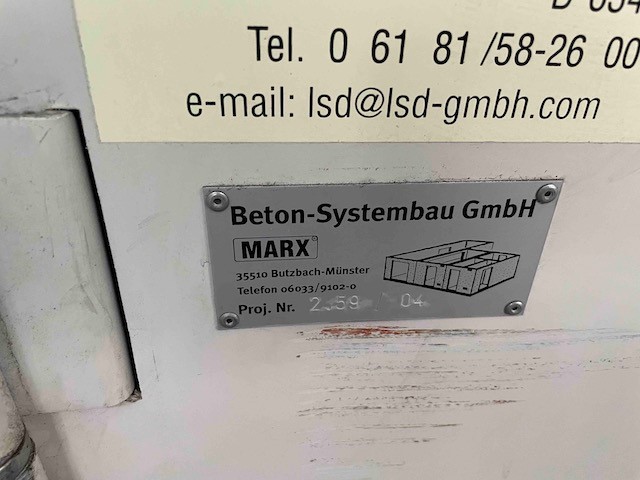 Tel. 0 61 81/58-26 00
e-mail: lsd@lsd-gmbh.com
Beton-Systembau GmbH
MARX
35510 Butzbach-Münster
Telefon 06033/9102-0
Proj. Nr. 04